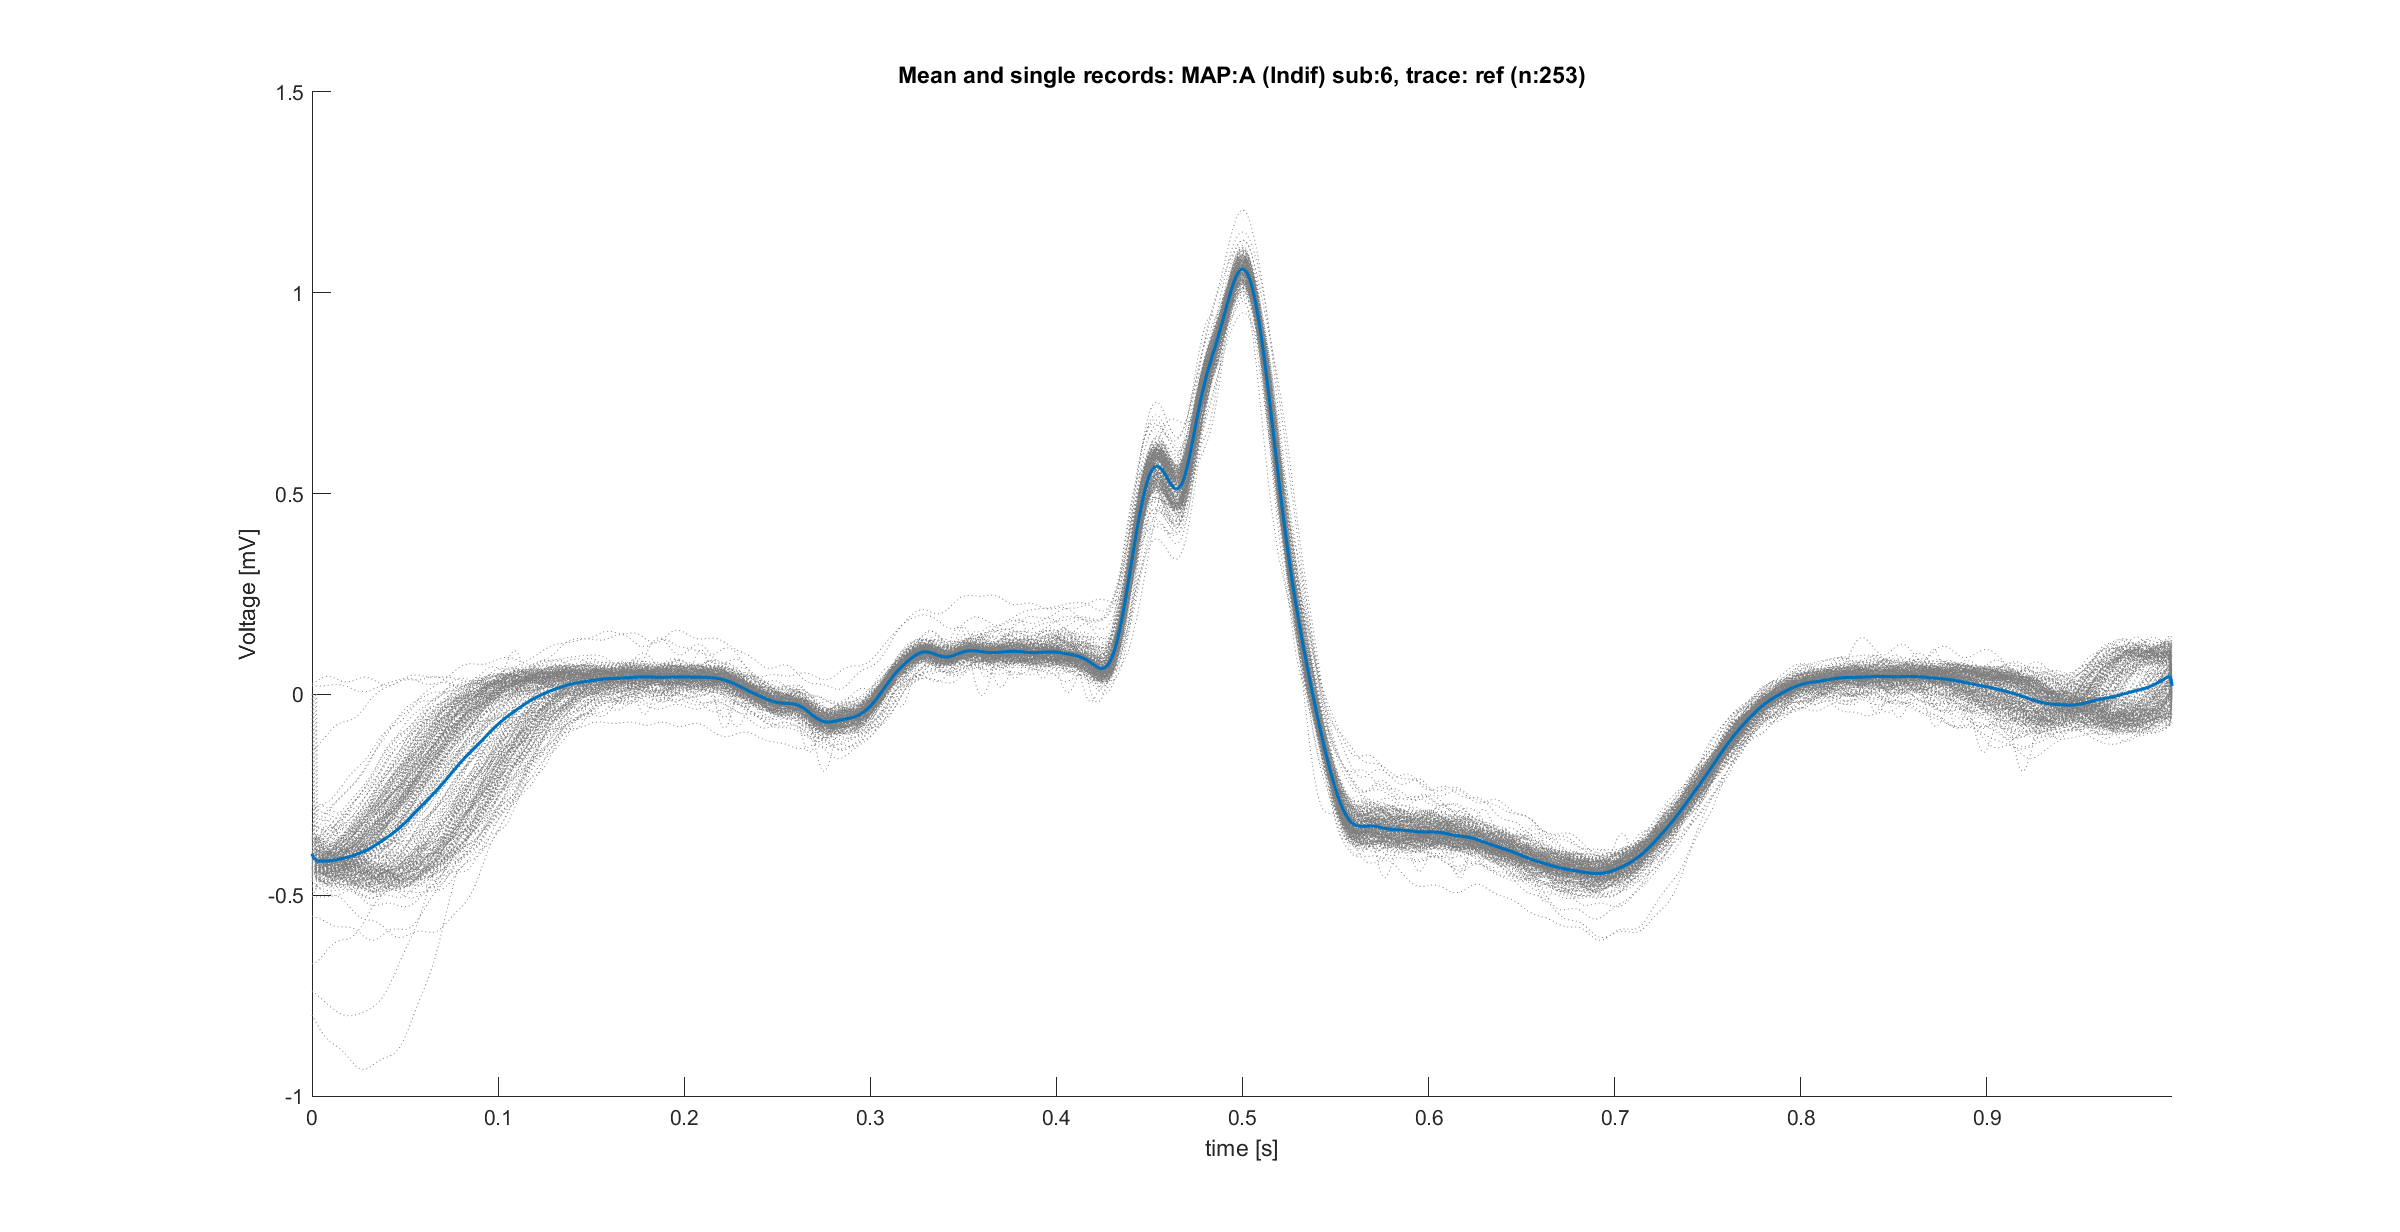 Mean and single records: MAP:A (Indif) sub:6, trace: ref (n:253)
1.5
1
0.5
0
-0.5
-1
Voltage [mV]
0 0.1 0.2 0.3 0.4 0.5 0.6 0.7 0.8 0.9
time [s]